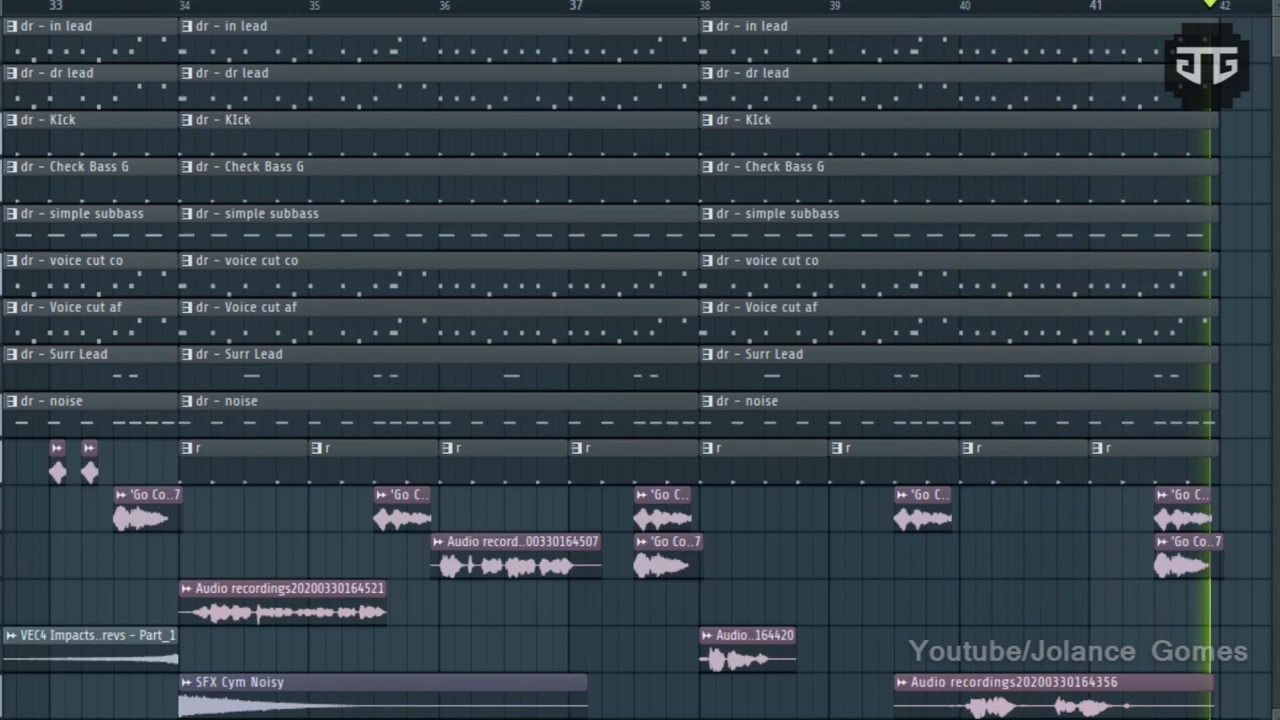 33 34 35 36 37 38 39 40 41 42
dr - in lead dr - in lead dr - in lead
JG
dr - dr lead dr - dr lead dr - dr lead
dr - KIck dr - KIck dr - KIck
dr - Check Bass G dr - Check Bass G dr - Check Bass G
dr - simple subbass dr - simple subbass dr - simple subbass
dr - voice cut co dr - voice cut co dr - voice cut co
dr - Voice cut af dr - Voice cut af dr - Voice cut af
dr - Surr Lead dr - Surr Lead dr - Surr Lead
dr - noise dr - noise dr - noise
r r r r r r r r
'Go Co..7 'Go C.. 'Go C.. 'Go C.. 'Go C..
Audio record..00330164507 'Go Co..7 'Go Co..7
Audio recordings20200330164521
VEC4 Impacts..revs - Part_1 Audio..164420
Youtube/Jolance Gomes
SFX Cym Noisy Audio recordings20200330164356